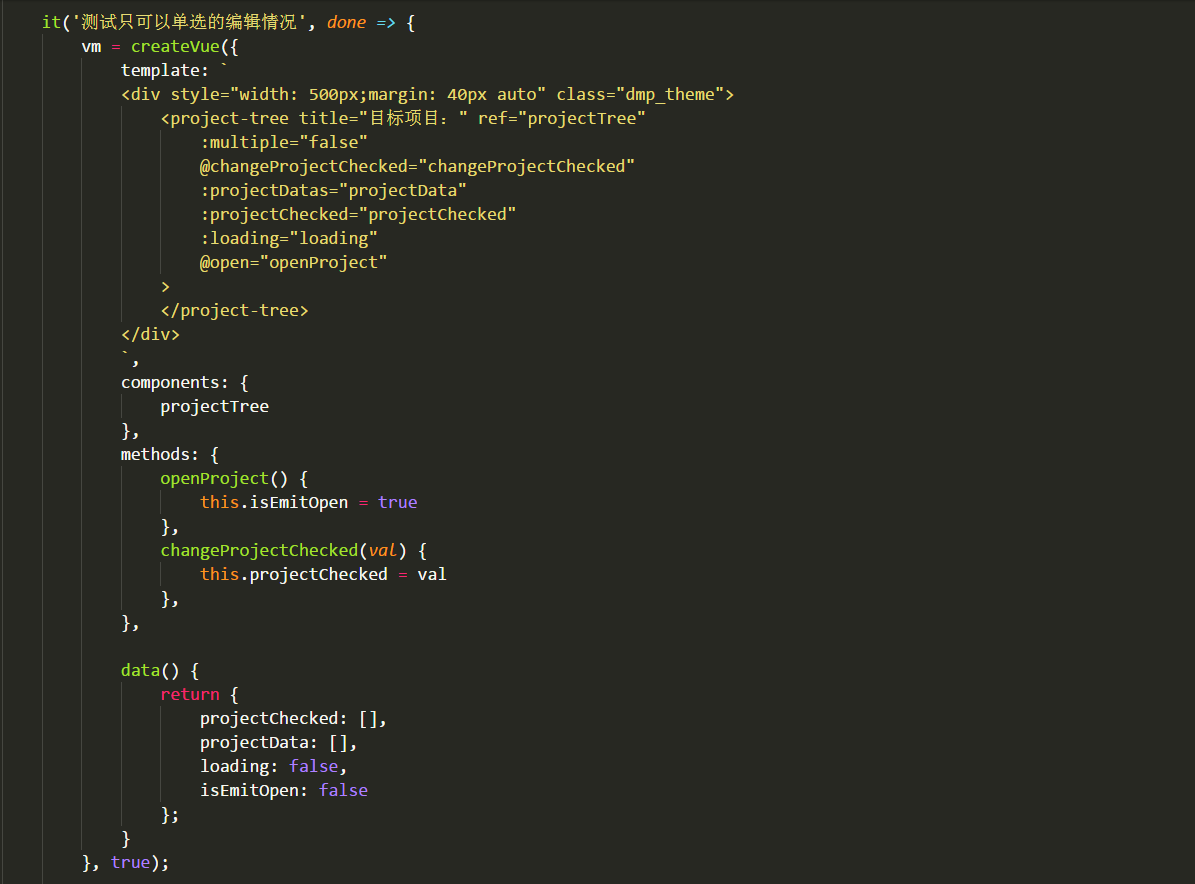 it('测试只可以单选的编辑情况', done => {
    vm = createVue({
        template: `
        <div style="width: 500px;margin: 40px auto" class="dmp_theme">
            <project-tree title="目标项目：" ref="projectTree"
                :multiple="false"
                @changeProjectChecked="changeProjectChecked"
                :projectDatas="projectData"
                :projectChecked="projectChecked"
                :loading="loading"
                @open="openProject"
            >
            </project-tree>
        </div>
        `,
        components: {
            projectTree
        },
        methods: {
            openProject() {
                this.isEmitOpen = true
            },
            changeProjectChecked(val) {
                this.projectChecked = val
            },
        },

        data() {
            return {
                projectChecked: [],
                projectData: [],
                loading: false,
                isEmitOpen: false
            };
        }
    }, true);